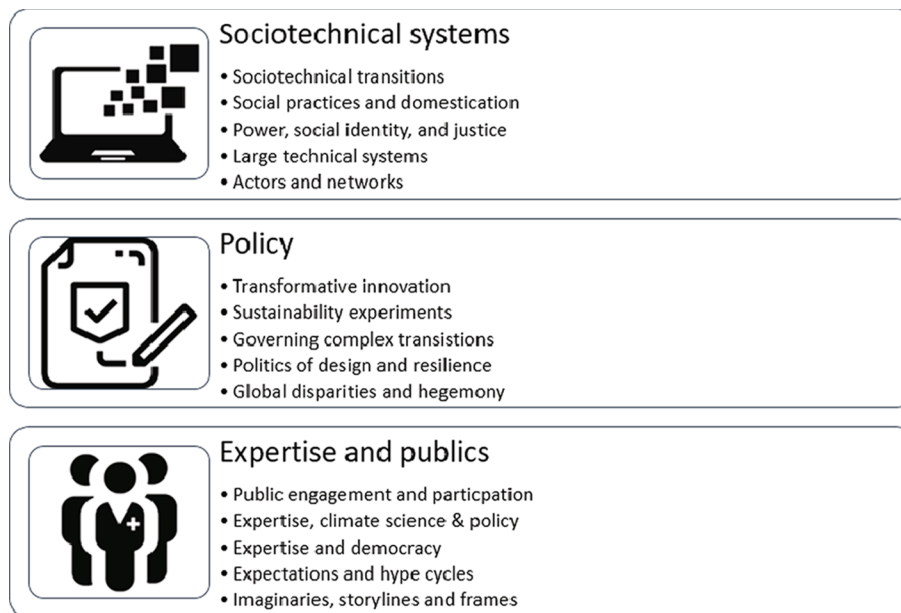 Sociotechnical systems
• Sociotechnical transitions
• Social practices and domestication
• Power, social identity, and justice
• Large technical systems
• Actors and networks
Policy
• Transformative innovation
• Sustainability experiments
• Governing complex transistions
• Politics of design and resilience
• Global disparities and hegemony
Expertise and publics
• Public engagement and particpation
• Expertise, climate science & policy
• Expertise and democracy
• Expectations and hype cycles
• Imaginaries, storylines and frames